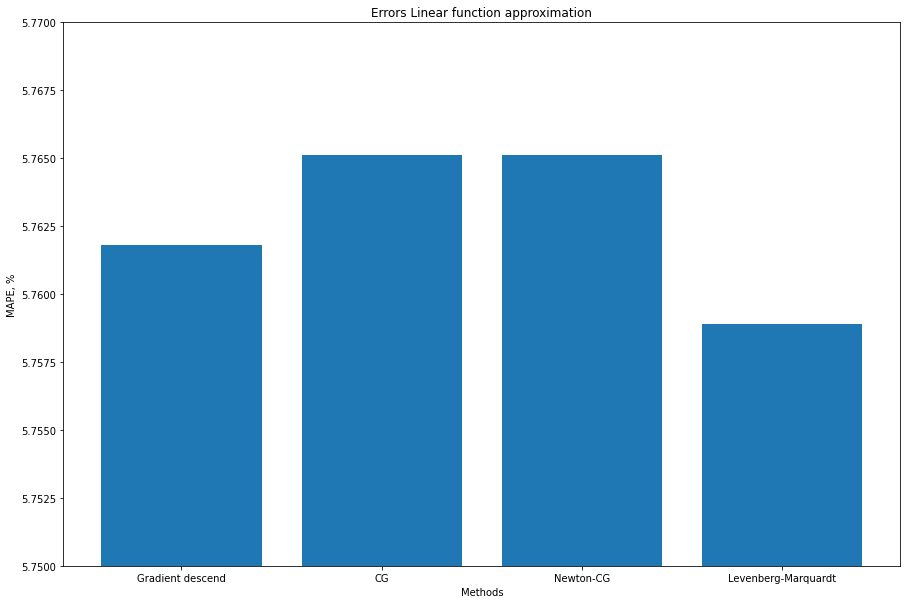 Errors Linear function approximation
5.7700
5.7675
5.7650
5.7625
5.7600
5.7575
5.7550
5.7525
5.7500
MAPE, %
Gradient descend
CG
Newton-CG
Levenberg-Marquardt
Methods